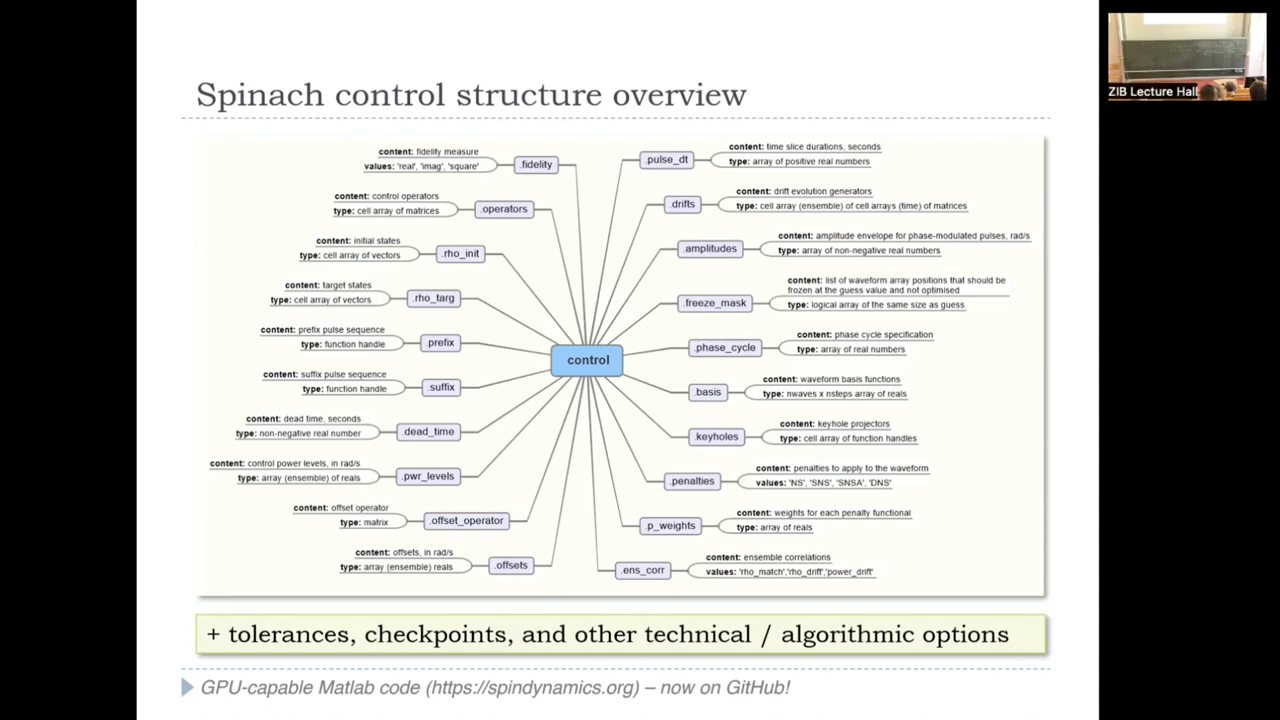 Spinach control structure overview
content: fidelity measure
values: 'real', 'imag', 'square'
.fidelity
content: control operators
type: cell array of matrices
.operators
content: initial states
type: cell array of vectors
.rho_init
content: target states
type: cell array of vectors
.rho_targ
content: prefix pulse sequence
type: function handle
.prefix
content: suffix pulse sequence
type: function handle
.suffix
content: dead time, seconds
type: non-negative real number
.dead_time
content: control power levels, in rad/s
type: array (ensemble) of reals
.pwr_levels
content: offset operator
type: matrix
.offset_operator
content: offsets, in rad/s
type: array (ensemble) reals
.offsets
control
.pulse_dt
content: time slice durations, seconds
type: array of positive real numbers
.drifts
content: drift evolution generators
type: cell array (ensemble) of cell arrays (time) of matrices
.amplitudes
content: amplitude envelope for phase-modulated pulses, rad/s
type: array of non-negative real numbers
.freeze_mask
content: list of waveform array positions that should be
frozen at the guess value and not optimised
type: logical array of the same size as guess
.phase_cycle
content: phase cycle specification
type: array of real numbers
.basis
content: waveform basis functions
type: nwaves x nsteps array of reals
.keyholes
content: keyhole projectors
type: cell array of function handles
.penalties
content: penalties to apply to the waveform
values: 'NS', 'SNS', 'SNSA', 'DNS'
.p_weights
content: weights for each penalty functional
type: array of reals
.ens_corr
content: ensemble correlations
values: 'rho_match','rho_drift','power_drift'
+ tolerances, checkpoints, and other technical / algorithmic options
GPU-capable Matlab code (https://spindynamics.org) – now on GitHub!
ZIB Lecture Hall